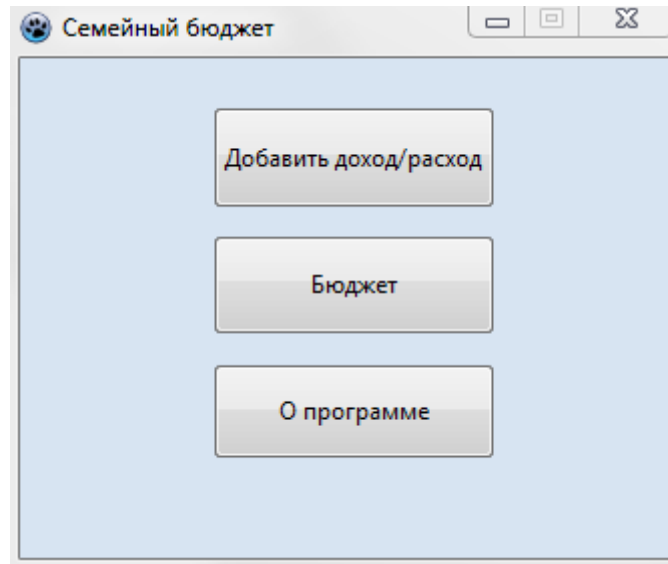 Семейный бюджет
Добавить доход/расход
Бюджет
О программе